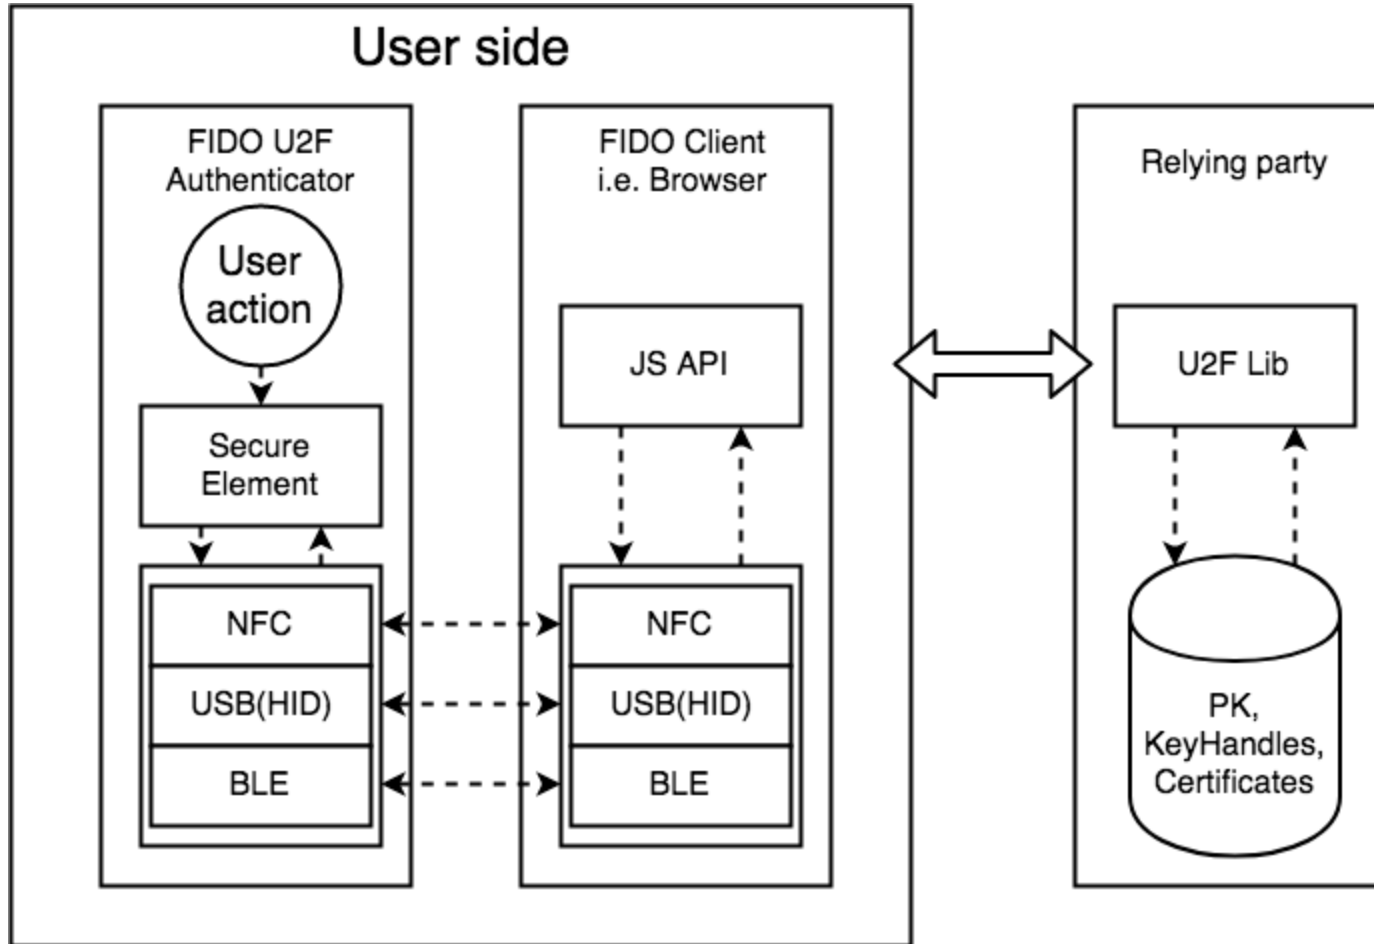 User side
FIDO U2F
Authenticator
User
action
Secure
Element
NFC
USB(HID)
BLE
FIDO Client
i.e. Browser
JS API
NFC
USB(HID)
BLE
Relying party
U2F Lib
PK,
KeyHandles,
Certificates